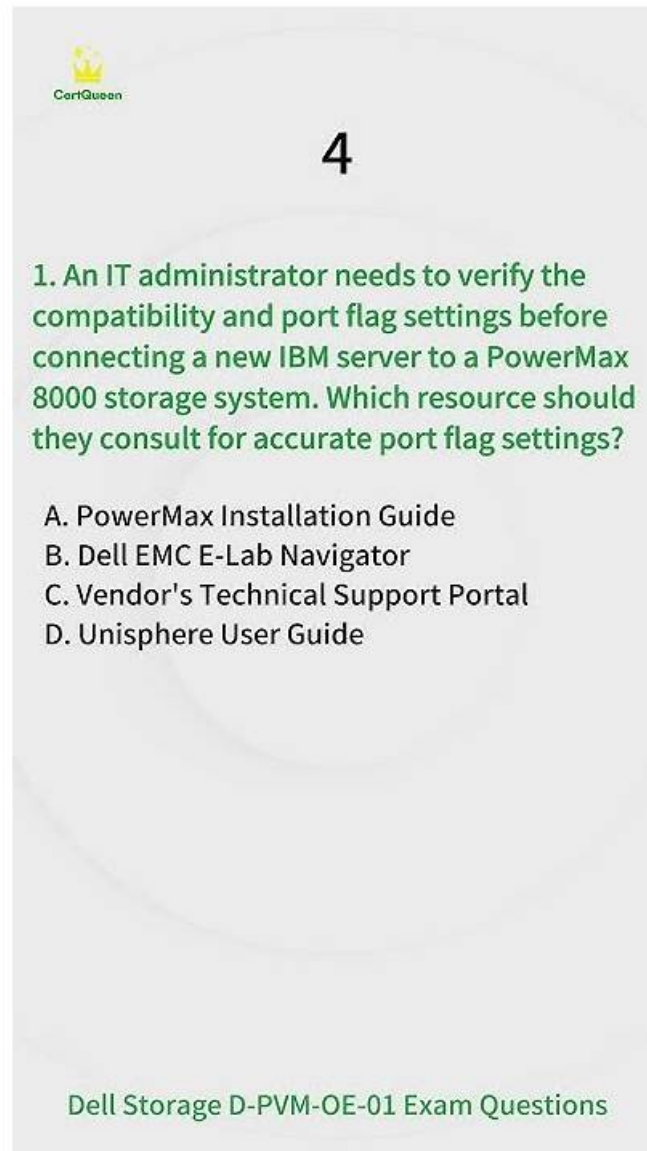 CertQueen
4
1. An IT administrator needs to verify the
compatibility and port flag settings before
connecting a new IBM server to a PowerMax
8000 storage system. Which resource should
they consult for accurate port flag settings?
A. PowerMax Installation Guide
B. Dell EMC E-Lab Navigator
C. Vendor's Technical Support Portal
D. Unisphere User Guide
Dell Storage D-PVM-OE-01 Exam Questions